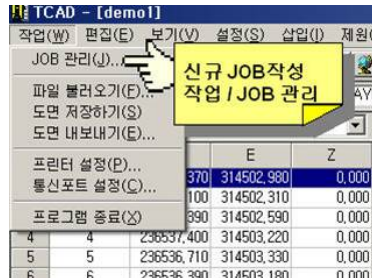 TCAD - [demo1]
작업(W) 편집(E) 보기(V) 설정(S) 삽입(I) 제원(
JOB 관리(J)...
신규 JOB작성
작업 / JOB 관리
파일 불러오기(F)...
도면 저장하기(S)
도면 내보내기(E)...
프린터 설정(P)...
통신포트 설정(C)...
프로그램 종료(X)
AY
E Z
370 314502,980 0,000
100 314502,310 0,000
390 314502,590 0,000
4 4 236537,400 314503,220 0,000
5 5 236536,710 314503,330 0,000
6 6 236536,390 314503,180 0,000